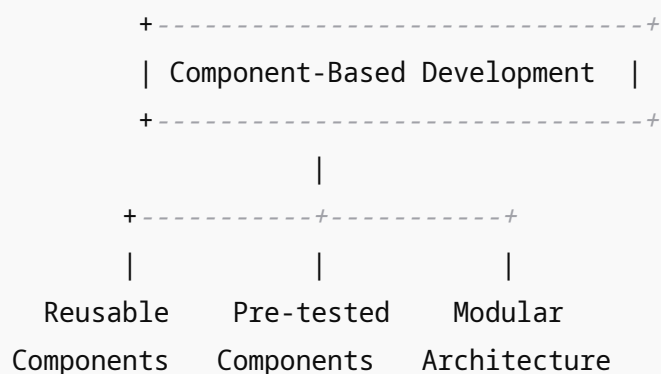 +-------------------------------+
| Component-Based Development  |
+-------------------------------+
|
+-----------+-----------+
| | |
Reusable Pre-tested Modular
Components Components Architecture